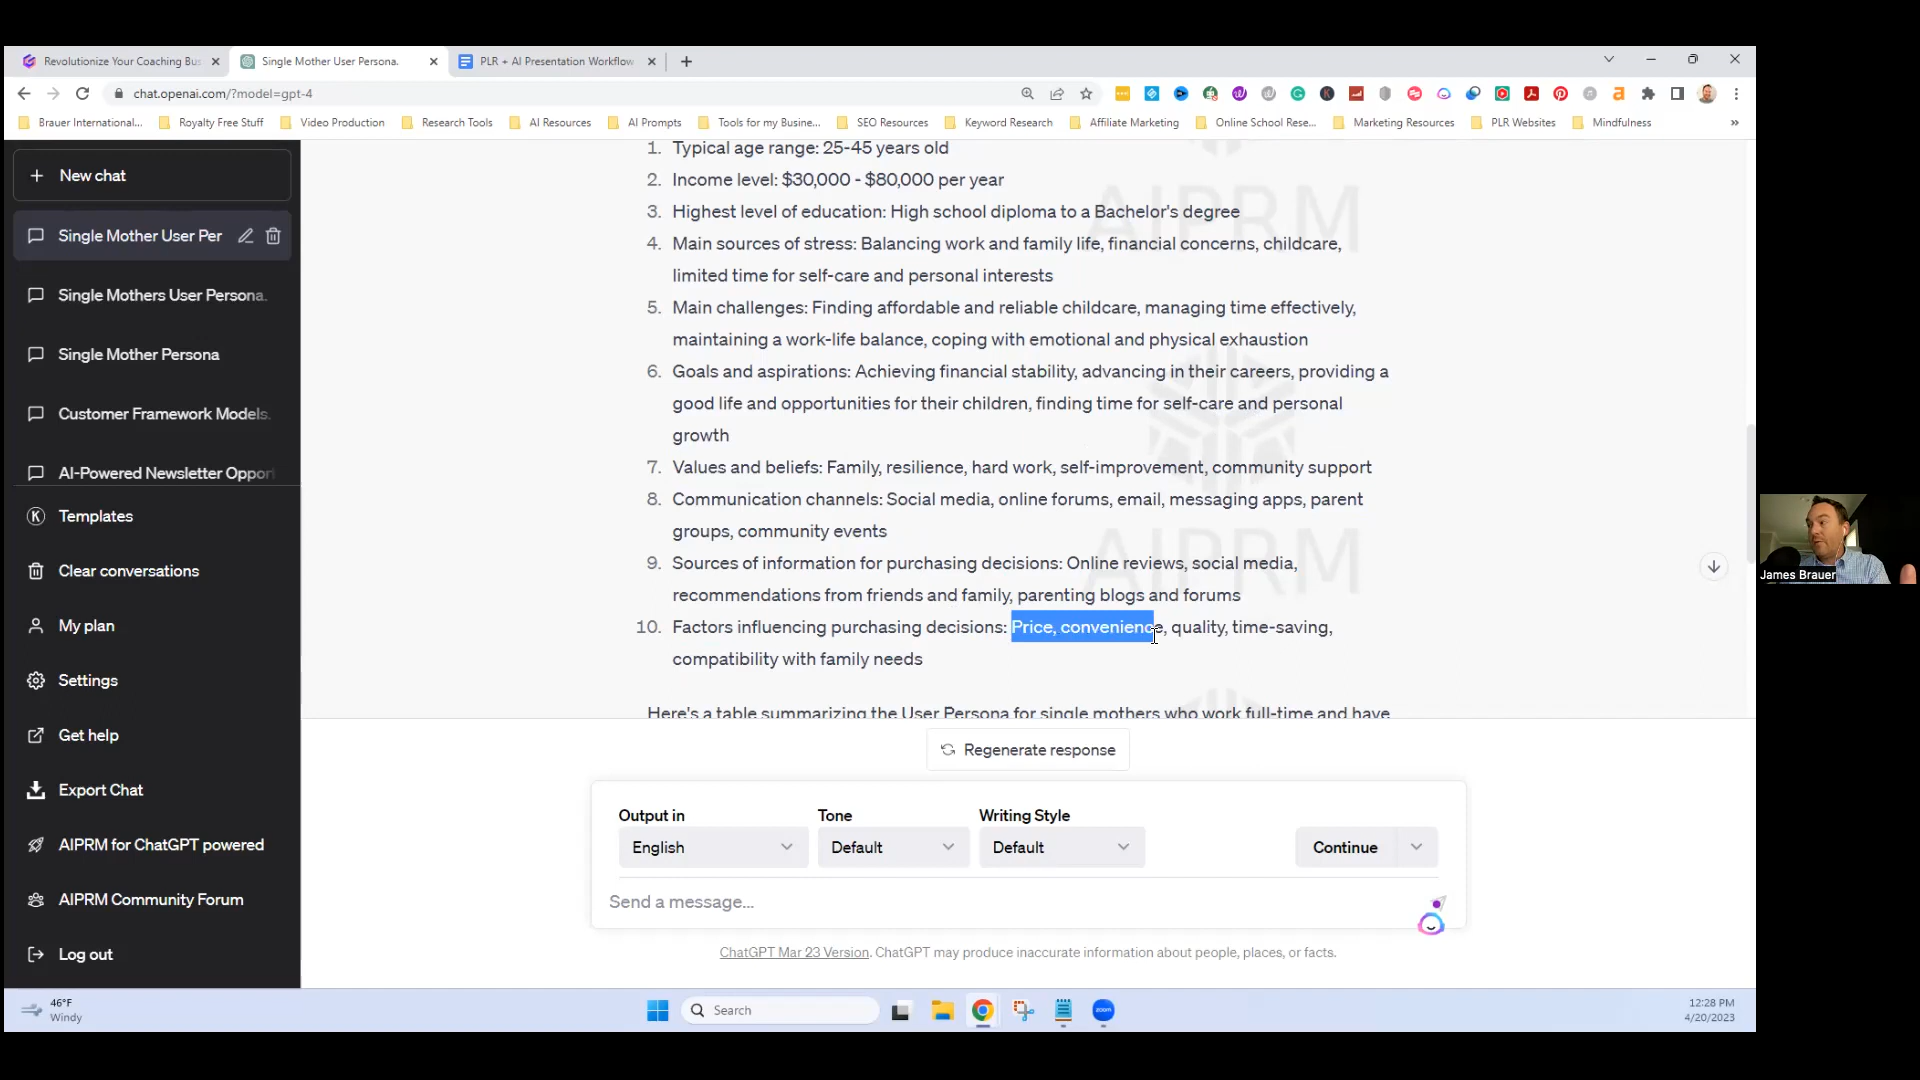 Revolutionize Your Coaching Bus
Single Mother User Persona.
PLR + AI Presentation Workflow
chat.openai.com/?model=gpt-4
Brauer International...
Royalty Free Stuff
Video Production
Research Tools
AI Resources
AI Prompts
Tools for my Busine...
SEO Resources
Keyword Research
Affiliate Marketing
Online School Rese...
Marketing Resources
PLR Websites
Mindfulness
»
+ New chat
Single Mother User Per
Single Mothers User Persona.
Single Mother Persona
Customer Framework Models.
AI-Powered Newsletter Oppor
K Templates
Clear conversations
My plan
Settings
Get help
Export Chat
AIPRM for ChatGPT powered
AIPRM Community Forum
Log out
1. Typical age range: 25-45 years old
2. Income level: $30,000 - $80,000 per year
3. Highest level of education: High school diploma to a Bachelor's degree
4. Main sources of stress: Balancing work and family life, financial concerns, childcare,
limited time for self-care and personal interests
5. Main challenges: Finding affordable and reliable childcare, managing time effectively,
maintaining a work-life balance, coping with emotional and physical exhaustion
6. Goals and aspirations: Achieving financial stability, advancing in their careers, providing a
good life and opportunities for their children, finding time for self-care and personal
growth
7. Values and beliefs: Family, resilience, hard work, self-improvement, community support
8. Communication channels: Social media, online forums, email, messaging apps, parent
groups, community events
9. Sources of information for purchasing decisions: Online reviews, social media,
recommendations from friends and family, parenting blogs and forums
10. Factors influencing purchasing decisions: Price, convenience, quality, time-saving,
compatibility with family needs
Here's a table summarizing the User Persona for single mothers who work full-time and have
AIPRM
AIPRM
James Brauer
Regenerate response
Output in
Tone
Writing Style
English
Default
Default
Continue
Send a message...
ChatGPT Mar 23 Version. ChatGPT may produce inaccurate information about people, places, or facts.
46°F
Windy
Search
zoom
12:28 PM
4/20/2023